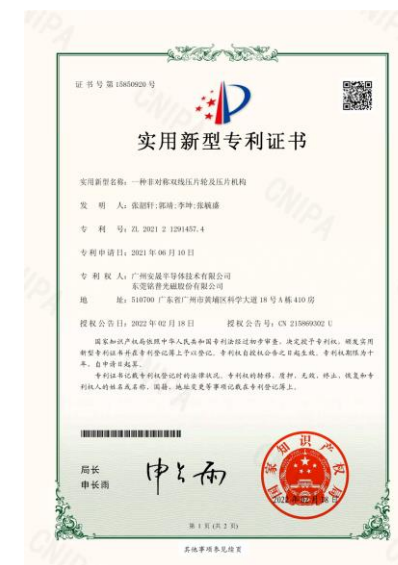 证书号第15850920号
实用新型专利证书
实用新型名称：一种非对称双线压片轮及压片机构
发 明 人：张韶轩;郭靖;李坤;张毓盛
专 利 号：ZL 2021 2 1291457.4
专利申请日：2021年06月10日
专 利 权 人：广州安晟半导体技术有限公司
东莞铭普光磁股份有限公司
地 址：510700 广东省广州市黄埔区科学大道18号A栋410房
授权公告日：2022年02月18日 授权公告号：CN 215869302 U
国家知识产权局依照中华人民共和国专利法经过初步审查，决定授予专利权，颁发实用
新型专利证书并在专利登记簿上予以登记。专利权自授权公告之日起生效。专利权期限为十
年，自申请日起算。
专利证书记载专利权登记时的法律状况。专利权的转移、质押、无效、终止、恢复和专
利权人的姓名或名称、国籍、地址变更等事项记载在专利登记簿上。
局长
申长雨
申长雨
国家知识产权局
第 1 页 (共 2 页)
其他事项参见续页
CNIPA